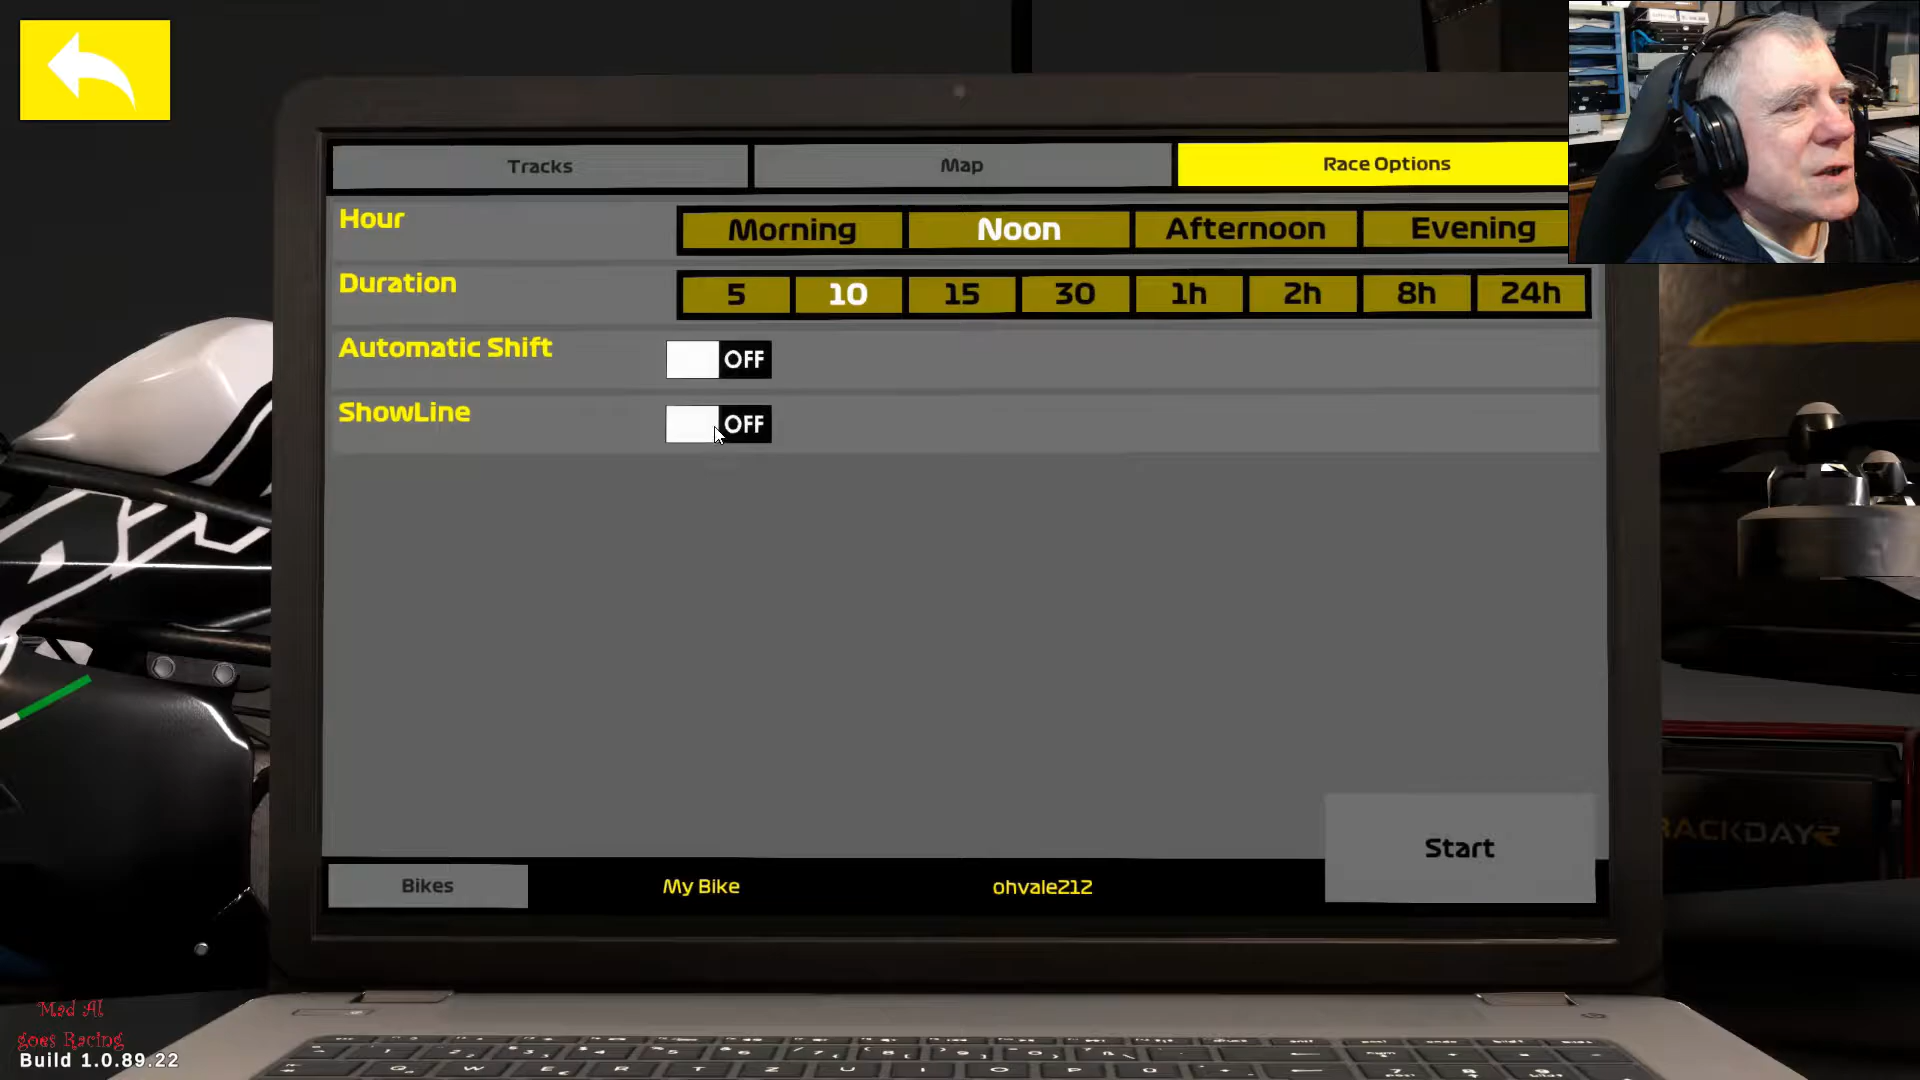 Tracks Map Race Options
Hour Morning Noon Afternoon Evening
Duration 5 10 15 30 1h 2h 8h 24h
Automatic Shift OFF
ShowLine OFF
Start
Bikes My Bike ohvale212
RACKDAYR
Mad Al
goes Racing
Build 1.0.89.22